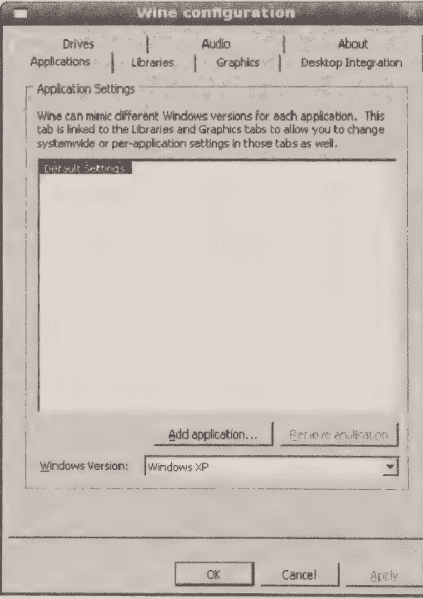 Wine configuration
Drives
Audio
About
Applications
Libraries
Graphics
Desktop Integration
Application Settings
Wine can mimic different Windows versions for each application. This
tab is linked to the Libraries and Graphics tabs to allow you to change
systemwide or per-application settings in those tabs as well.
Default Settings
Add application...
Remove application
Windows Version:
Windows XP
OK
Cancel
Apply